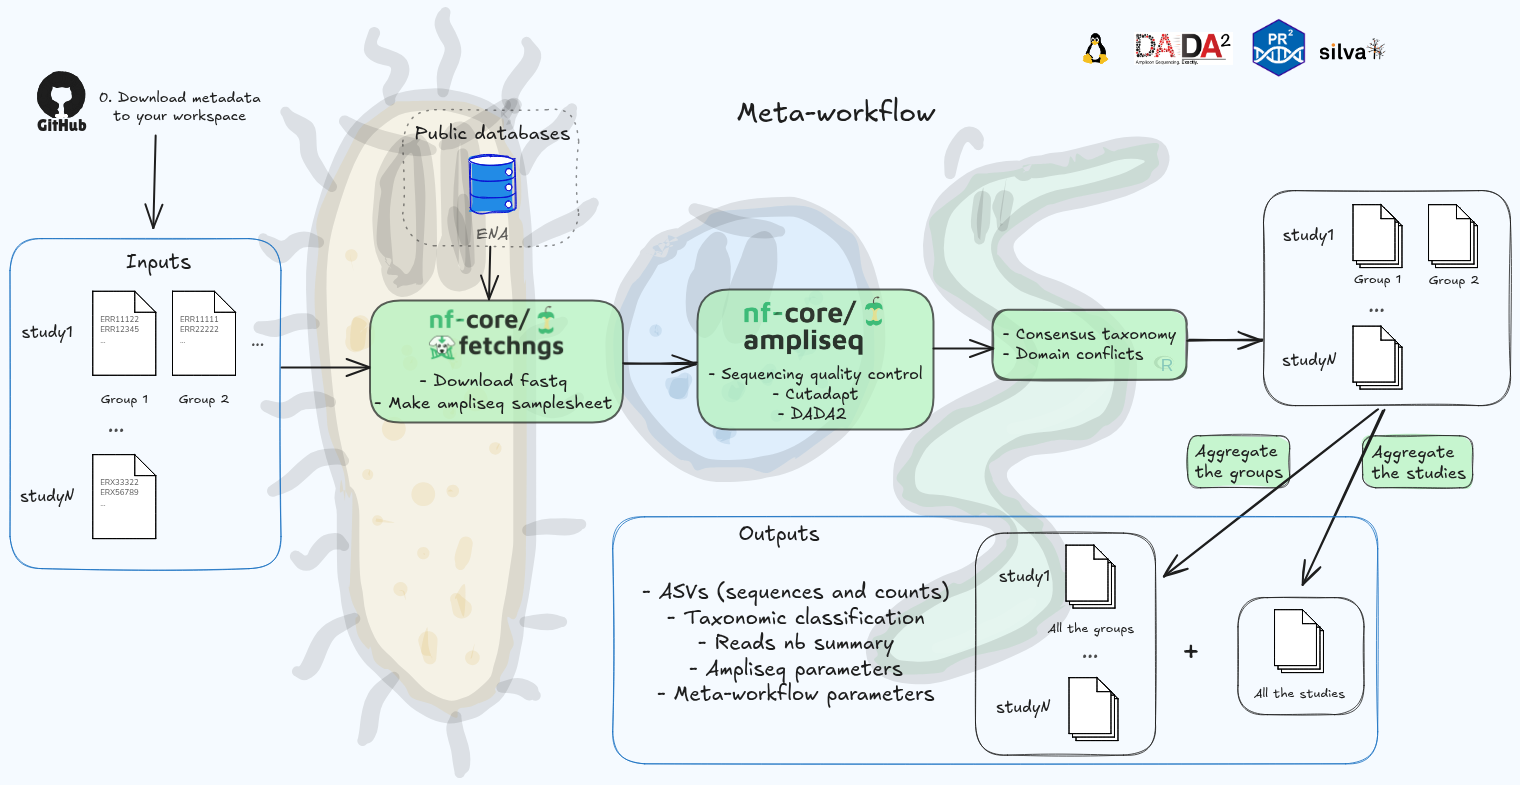 DADA2
Amplicon Sequencing. Exactly.
PR2
silva
GitHub
0. Download metadata
to your workspace
Meta-workflow
Public databases
ENA
Inputs
study1
ERR11122
ERR12345
..
Group 1
ERR11111
ERR22222
..
Group 2
...
...
studyN
ERX33322
ERX56789
..
nf-core/
fetchngs
- Download fastq
- Make ampliseq samplesheet
nf-core/
ampliseq
- Sequencing quality control
- Cutadapt
- DADA2
- Consensus taxonomy
- Domain conflicts
R
study1
Group 1
Group 2
...
studyN
Aggregate
the groups
Aggregate
the studies
Outputs
- ASVs (sequences and counts)
- Taxonomic classification
- Reads nb summary
- Ampliseq parameters
- Meta-workflow parameters
study1
All the groups
...
studyN
+
All the studies